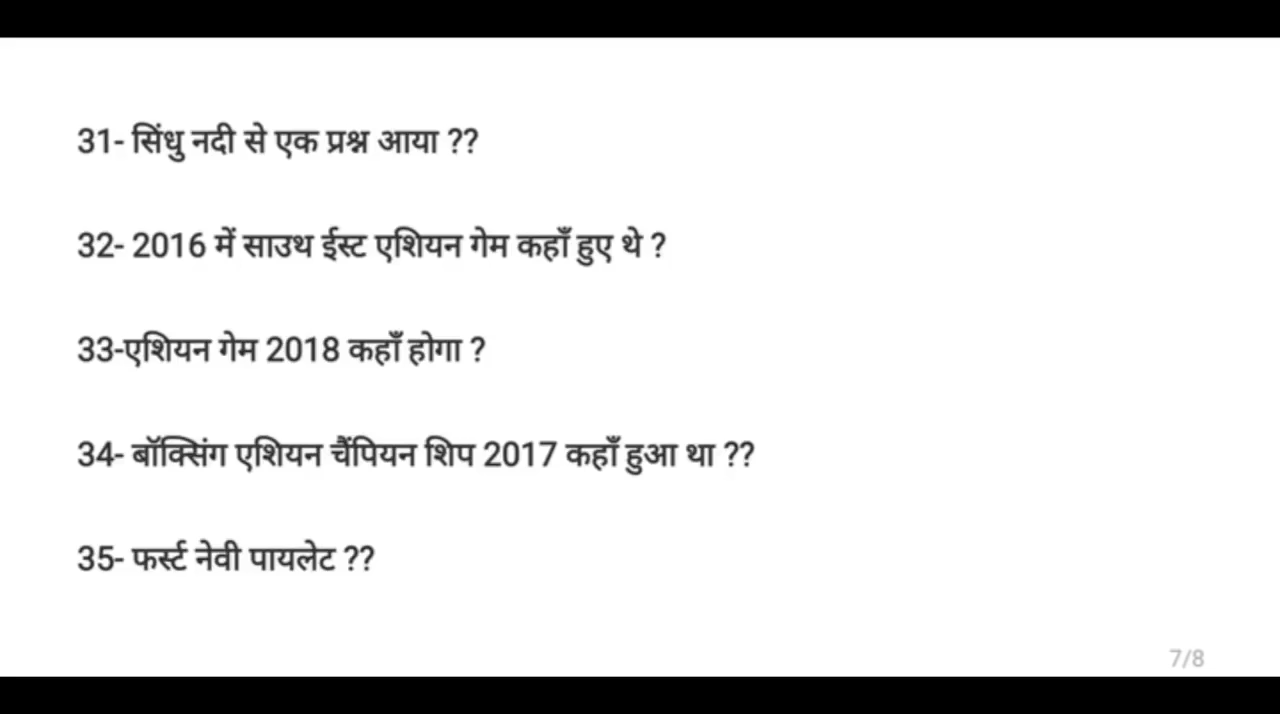 31- सिंधु नदी से एक प्रश्न आया ??
32- 2016 में साउथ ईस्ट एशियन गेम कहाँ हुए थे ?
33-एशियन गेम 2018 कहाँ होगा ?
34- बॉक्सिंग एशियन चैंपियन शिप 2017 कहाँ हुआ था ??
35- फर्स्ट नेवी पायलेट ??
7/8